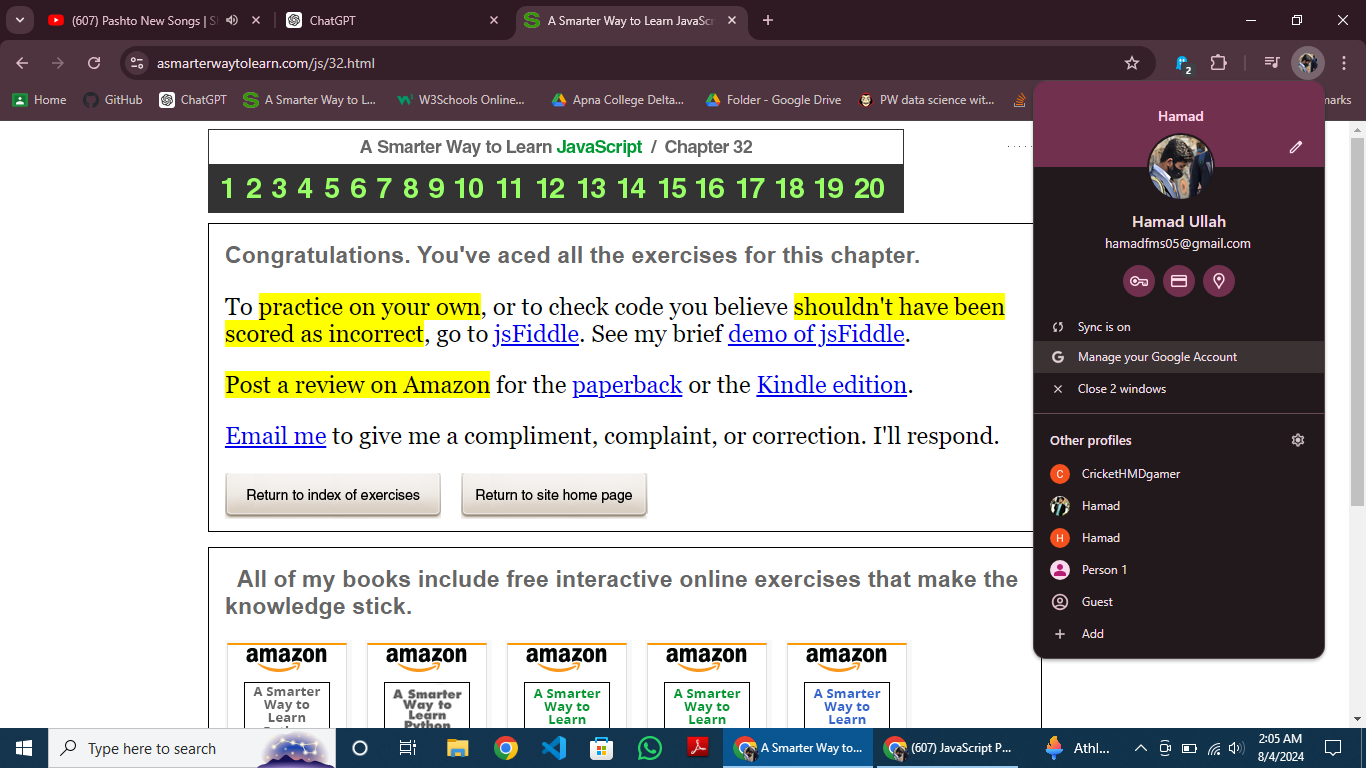 (607) Pashto New Songs | S
ChatGPT
A Smarter Way to Learn JavaSc
asmarterwaytolearn.com/js/32.html
2
Home
GitHub
ChatGPT
A Smarter Way to L...
W3Schools Online...
Apna College Delta...
Folder - Google Drive
PW data science wit...
marks
A Smarter Way to Learn JavaScript / Chapter 32
1 2 3 4 5 6 7 8 9 10 11 12 13 14 15 16 17 18 19 20
Congratulations. You've aced all the exercises for this chapter.
To practice on your own, or to check code you believe shouldn't have been
scored as incorrect, go to jsFiddle. See my brief demo of jsFiddle.
Post a review on Amazon for the paperback or the Kindle edition.
Email me to give me a compliment, complaint, or correction. I'll respond.
Return to index of exercises
Return to site home page
All of my books include free interactive online exercises that make the
knowledge stick.
amazon
A Smarter
Way to
Learn
amazon
A Smarter
Way to
Learn
Python
amazon
A Smarter
Way to
Learn
amazon
A Smarter
Way to
Learn
amazon
A Smarter
Way to
Learn
Hamad
Hamad Ullah
hamadfms05@gmail.com
Sync is on
Manage your Google Account
Close 2 windows
Other profiles
C
CricketHMDgamer
Hamad
H
Hamad
Person 1
Guest
Add
Type here to search
A Smarter Way to...
(607) JavaScript P...
Athl...
2:05 AM
8/4/2024